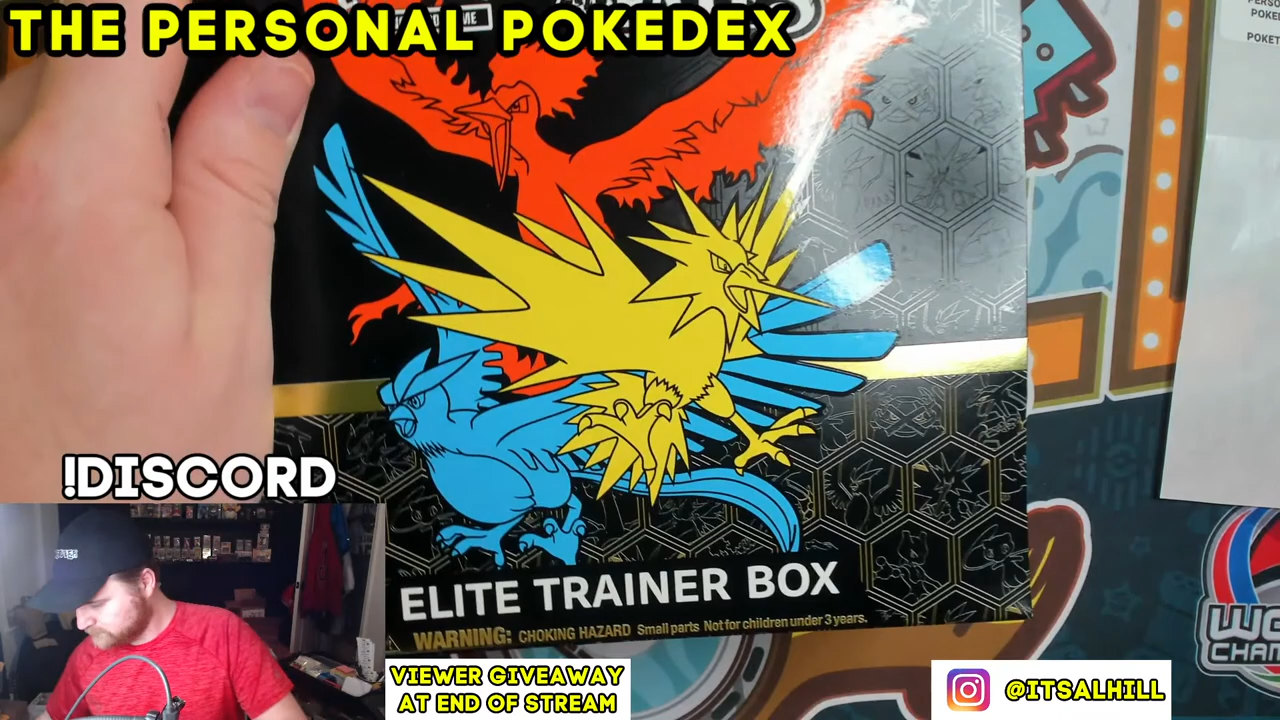 THE PERSONAL POKEDEX
!DISCORD
ELITE TRAINER BOX
WARNING: CHOKING HAZARD Small parts Not for children under 3 years.
VIEWER GIVEAWAY
AT END OF STREAM
@ITSALHILL